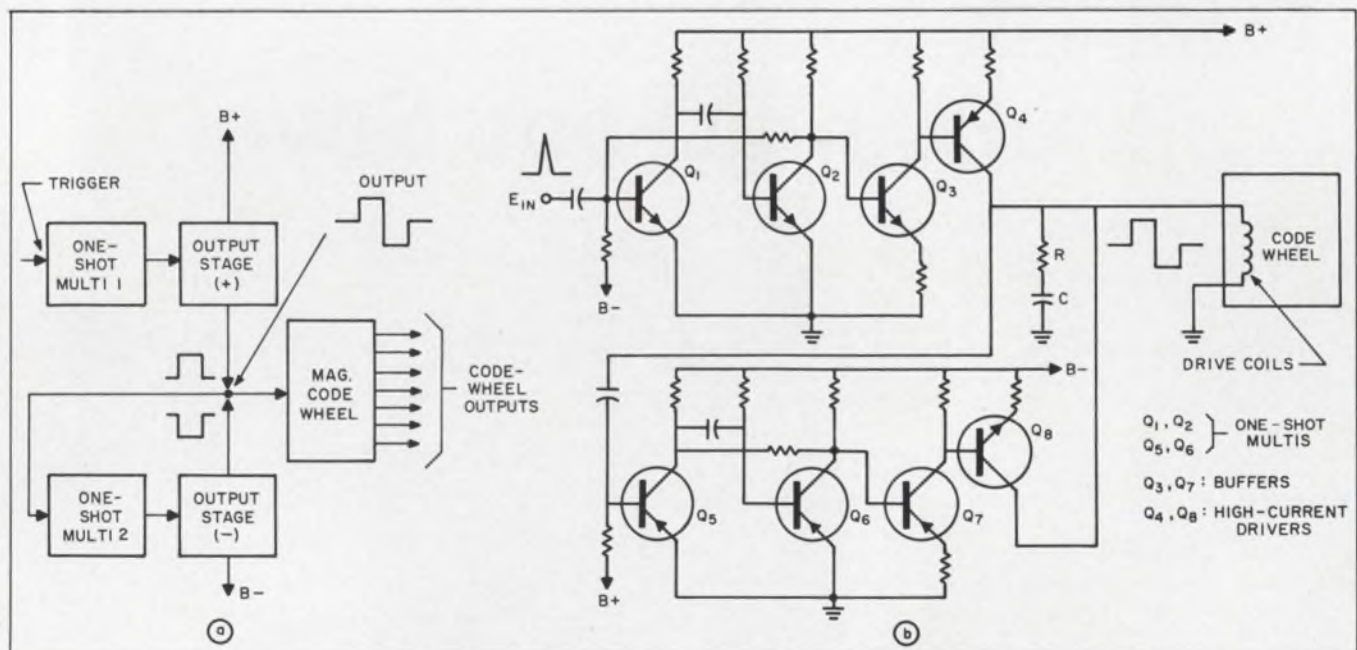 B+
TRIGGER
OUTPUT
ONE-
SHOT
MULTI 1
OUTPUT
STAGE
(+)
MAG.
CODE
WHEEL
CODE-
WHEEL
OUTPUTS
ONE-
SHOT
MULTI 2
OUTPUT
STAGE
(−)
B−
a
B+
Q4
Q1
Q2
Q3
EIN
B−
R
C
CODE
WHEEL
DRIVE COILS
B−
Q8
Q5
Q6
Q7
B+
Q1, Q2
Q5, Q6
ONE-SHOT
MULTIS
Q3, Q7 : BUFFERS
Q4, Q8 : HIGH-CURRENT
DRIVERS
b